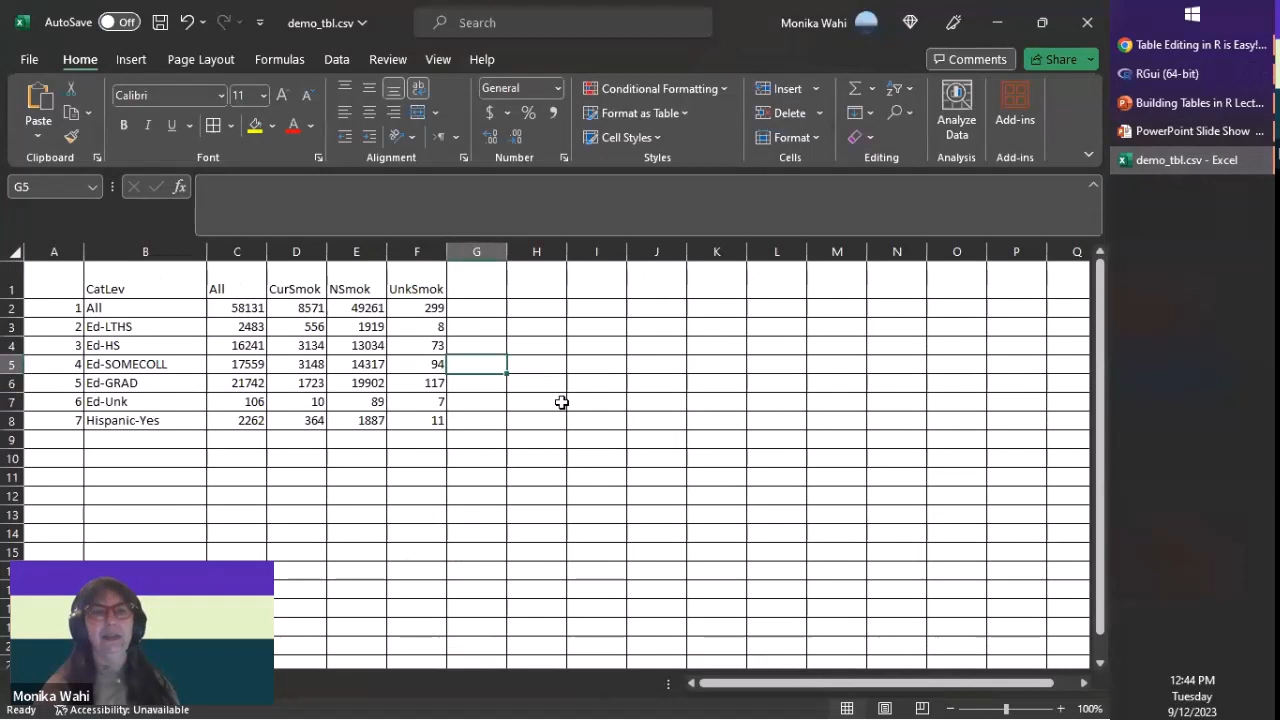 AutoSave Off demo_tbl.csv Search Monika Wahi
File Home Insert Page Layout Formulas Data Review View Help Comments Share
Paste Calibri 11 General Conditional Formatting Insert Analyze Data Add-ins
B I U $ % Format as Table Delete
Cell Styles Format
Clipboard Font Alignment Number Styles Cells Editing Analysis Add-ins
G5 fx
A B C D E F G H I J K L M N O P Q
1 CatLev All CurSmok NSmok UnkSmok
2 1 All 58131 8571 49261 299
3 2 Ed-LTHS 2483 556 1919 8
4 3 Ed-HS 16241 3134 13034 73
5 4 Ed-SOMECOLL 17559 3148 14317 94
6 5 Ed-GRAD 21742 1723 19902 117
7 6 Ed-Unk 106 10 89 7
8 7 Hispanic-Yes 2262 364 1887 11
9
10
11
12
13
14
15
Monika Wahi
Ready Accessibility: Unavailable 100%
Table Editing in R is Easy!...
RGui (64-bit)
Building Tables in R Lect...
PowerPoint Slide Show ...
demo_tbl.csv - Excel
12:44 PM
Tuesday
9/12/2023